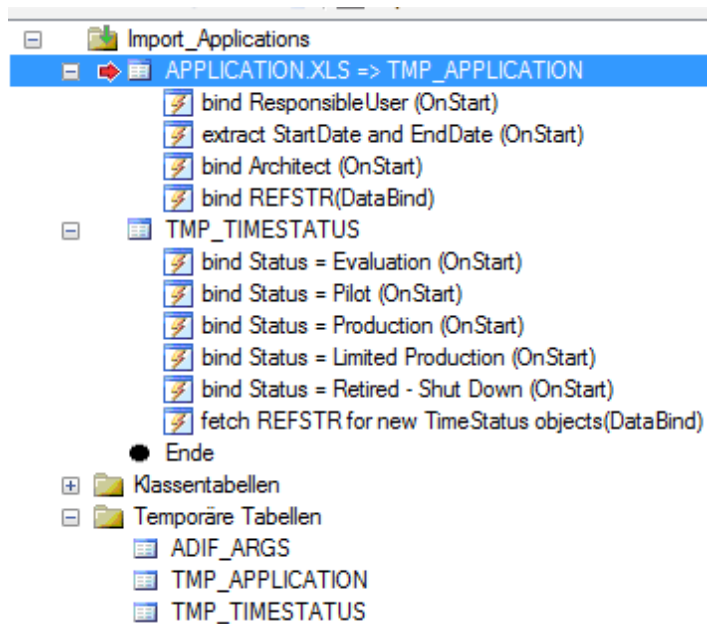 Import_Applications
APPLICATION.XLS => TMP_APPLICATION
bind ResponsibleUser (OnStart)
extract StartDate and EndDate (OnStart)
bind Architect (OnStart)
bind REFSTR(DataBind)
TMP_TIMESTATUS
bind Status = Evaluation (OnStart)
bind Status = Pilot (OnStart)
bind Status = Production (OnStart)
bind Status = Limited Production (OnStart)
bind Status = Retired - Shut Down (OnStart)
fetch REFSTR for new TimeStatus objects(DataBind)
Ende
Klassentabellen
Temporäre Tabellen
ADIF_ARGS
TMP_APPLICATION
TMP_TIMESTATUS